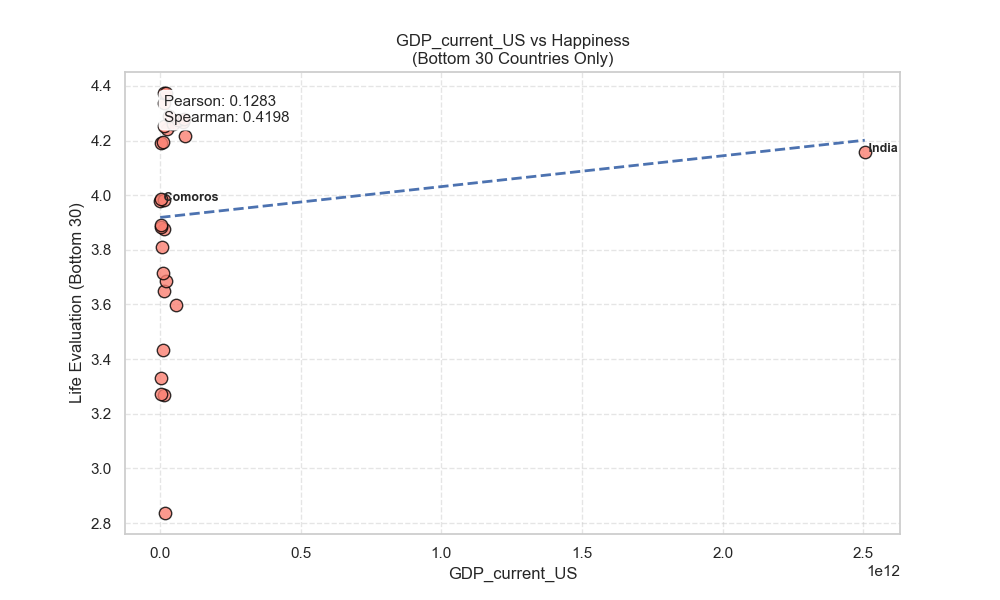 GDP_current_US vs Happiness
(Bottom 30 Countries Only)
Life Evaluation (Bottom 30)
4.4
4.2
4.0
3.8
3.6
3.4
3.2
3.0
2.8
Pearson: 0.1283
Spearman: 0.4198
India
Comoros
0.0
0.5
1.0
1.5
2.0
2.5
1e12
GDP_current_US